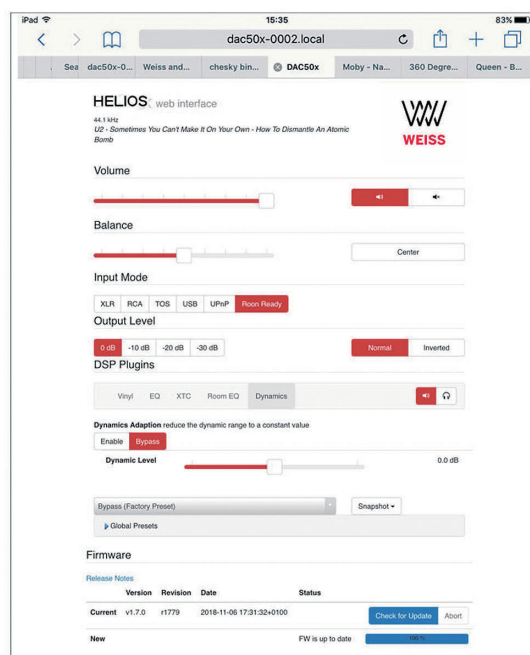 iPad 15:35 83%
dac50x-0002.local
Sea dac50x-0... Weiss and... chesky bin... DAC50x Moby - Na... 360 Degre... Queen - B...
HELIOS web interface
44.1 kHz
U2 - Sometimes You Can't Make It On Your Own - How To Dismantle An Atomic
Bomb
WEISS
Volume
Balance
Center
Input Mode
XLR RCA TOS USB UPnP Roon Ready
Output Level
0 dB -10 dB -20 dB -30 dB Normal Inverted
DSP Plugins
Vinyl EQ XTC Room EQ Dynamics
Dynamics Adaption reduce the dynamic range to a constant value
Enable Bypass
Dynamic Level 0.0 dB
Bypass (Factory Preset) Snapshot
Global Presets
Firmware
Release Notes
Version Revision Date Status
Current v1.7.0 r1779 2018-11-06 17:31:32+0100 Check for Update Abort
New FW is up to date 100 %